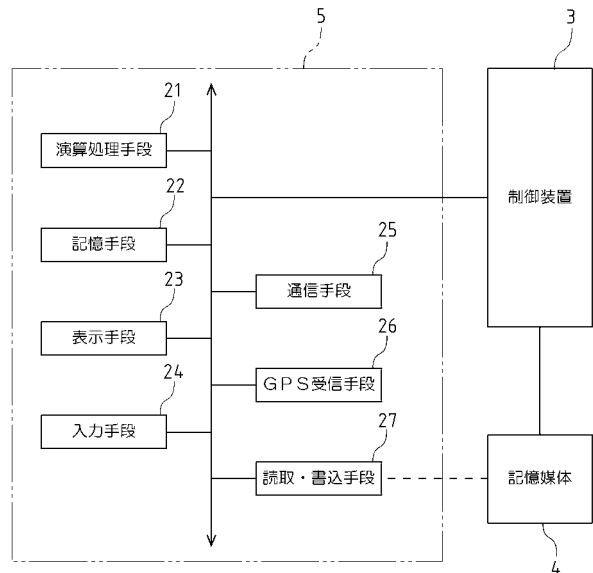 5
3
21
演算処理手段
制御装置
22
記憶手段
25
通信手段
23
表示手段
26
GPS受信手段
24
入力手段
27
読取・書込手段
記憶媒体
4